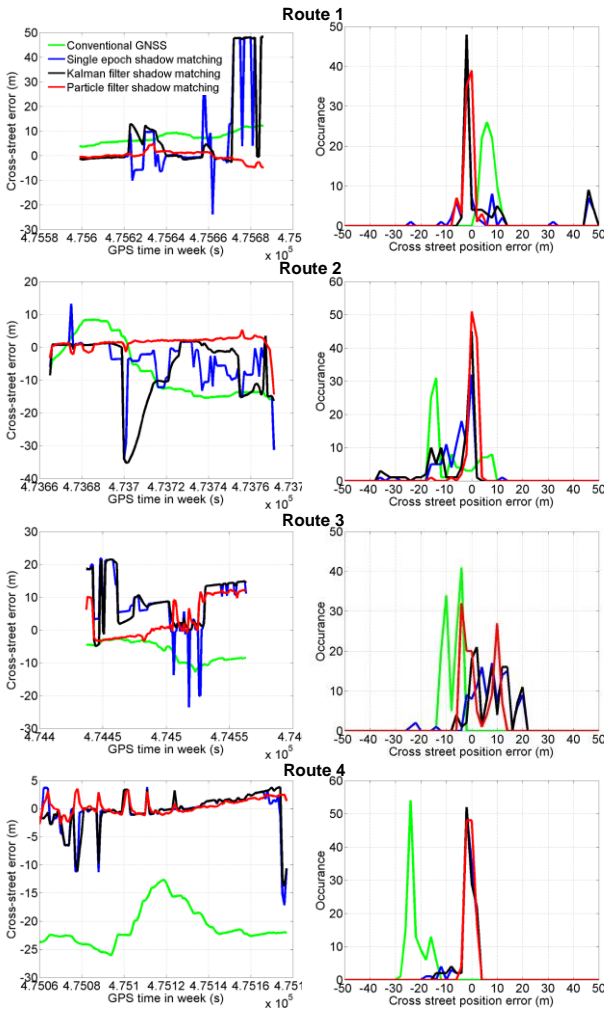 Route 1
50
40
30
20
10
0
-10
-20
-30
Cross-street error (m)
Conventional GNSS
Single epoch shadow matching
Kalman filter shadow matching
Particle filter shadow matching
4.7558 4.756 4.7562 4.7564 4.7566 4.7568 4.75
GPS time in week (s)
x 10⁵
50
40
30
20
10
0
Occurance
-50 -40 -30 -20 -10 0 10 20 30 40 50
Cross street position error (m)
Route 2
20
10
0
-10
-20
-30
-40
Cross-street error (m)
4.7366 4.7368 4.737 4.7372 4.7374 4.7376 4.737
GPS time in week (s)
x 10⁵
60
50
40
30
20
10
0
Occurance
-50 -40 -30 -20 -10 0 10 20 30 40 50
Cross street position error (m)
Route 3
30
20
10
0
-10
-20
-30
Cross-street error (m)
4.744 4.7445 4.745 4.7455 4.74
GPS time in week (s)
x 10⁵
50
40
30
20
10
0
Occurance
-50 -40 -30 -20 -10 0 10 20 30 40 50
Cross street position error (m)
Route 4
5
0
-5
-10
-15
-20
-25
-30
Cross-street error (m)
4.7506 4.7508 4.751 4.7512 4.7514 4.7516 4.751
GPS time in week (s)
x 10⁵
60
50
40
30
20
10
0
Occurance
-50 -40 -30 -20 -10 0 10 20 30 40 50
Cross street position error (m)